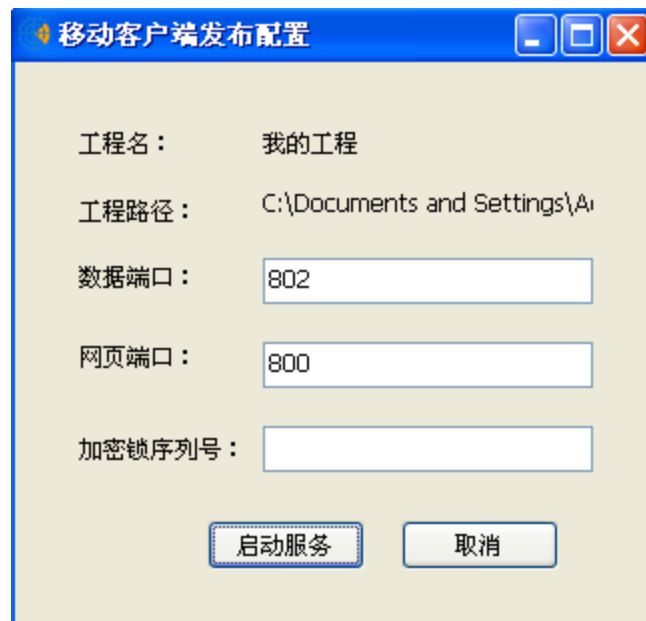 移动客户端发布配置
工程名： 我的工程
工程路径： C:\Documents and Settings\A
数据端口： 802
网页端口： 800
加密锁序列号：
启动服务 取消